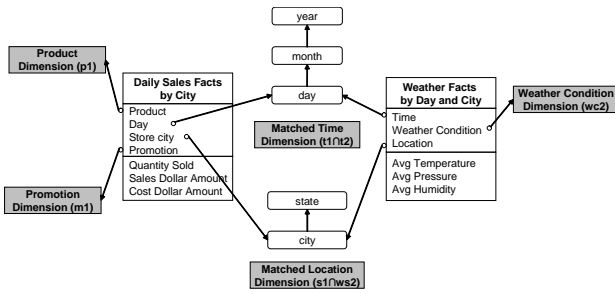 year
month
day
Product
Dimension (p1)
Daily Sales Facts
by City
Product
Day
Store city
Promotion
Quantity Sold
Sales Dollar Amount
Cost Dollar Amount
Promotion
Dimension (m1)
Matched Time
Dimension (t1∩t2)
Weather Facts
by Day and City
Time
Weather Condition
Location
Avg Temperature
Avg Pressure
Avg Humidity
Weather Condition
Dimension (wc2)
state
city
Matched Location
Dimension (s1∩ws2)